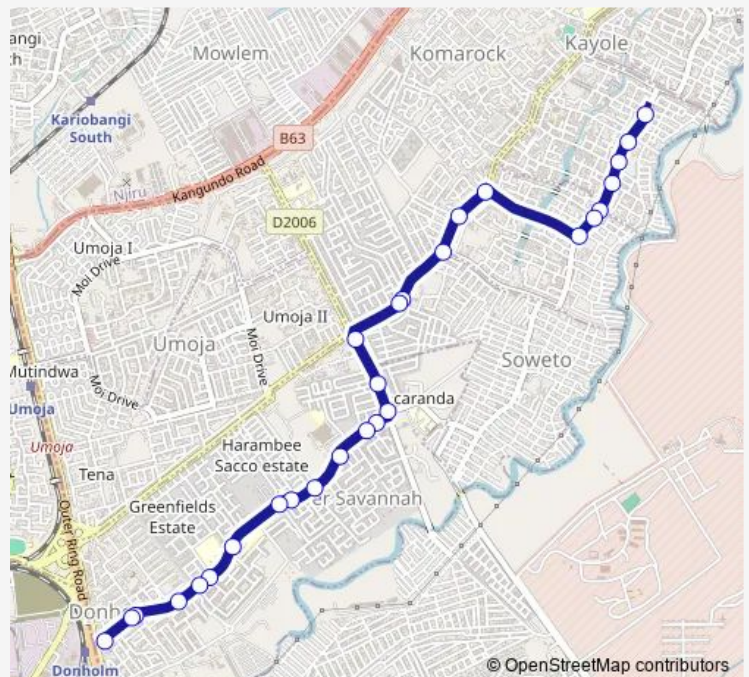 angi
ch
Mowlem
Komarock
Kayole
Kariobangi
South
B63
Njiru
Kangundo Road
D2006
Umoja I
Moi Drive
Umoja II
Umoja
Moi Drive
Soweto
Mutindwa
Moi Drive
caranda
Umoja
Umoja
Harambee
Sacco estate
Tena
er Savannah
Greenfields
Estate
Outer Ring Road
Donho
Donholm
© OpenStreetMap contributors